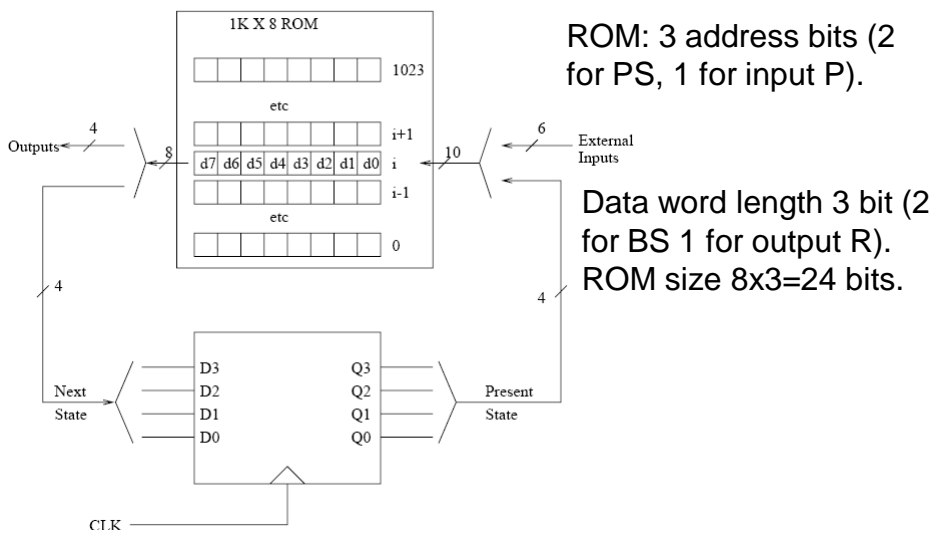 1K X 8 ROM
ROM: 3 address bits (2
for PS, 1 for input P).
1023
etc
4
Outputs
8
d7 d6 d5 d4 d3 d2 d1 d0
i+1
i
i-1
10
6
External
Inputs
etc
0
Data word length 3 bit (2
for BS 1 for output R).
ROM size 8x3=24 bits.
4
4
Next
State
D3
D2
D1
D0
Q3
Q2
Q1
Q0
Present
State
CLK